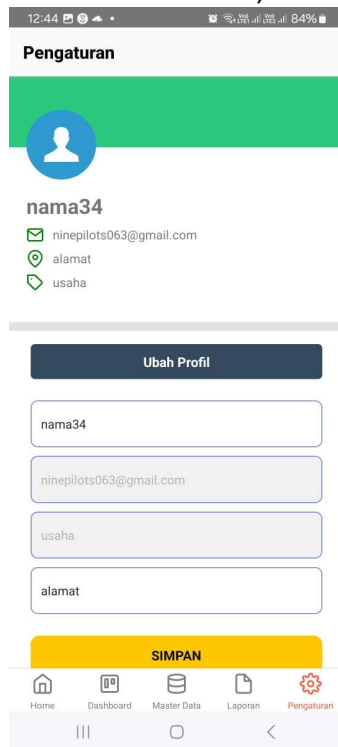 12:44 84%
Pengaturan
nama34
ninepilots063@gmail.com
alamat
usaha
Ubah Profil
nama34
ninepilots063@gmail.com
usaha
alamat
SIMPAN
Home Dashboard Master Data Laporan Pengaturan